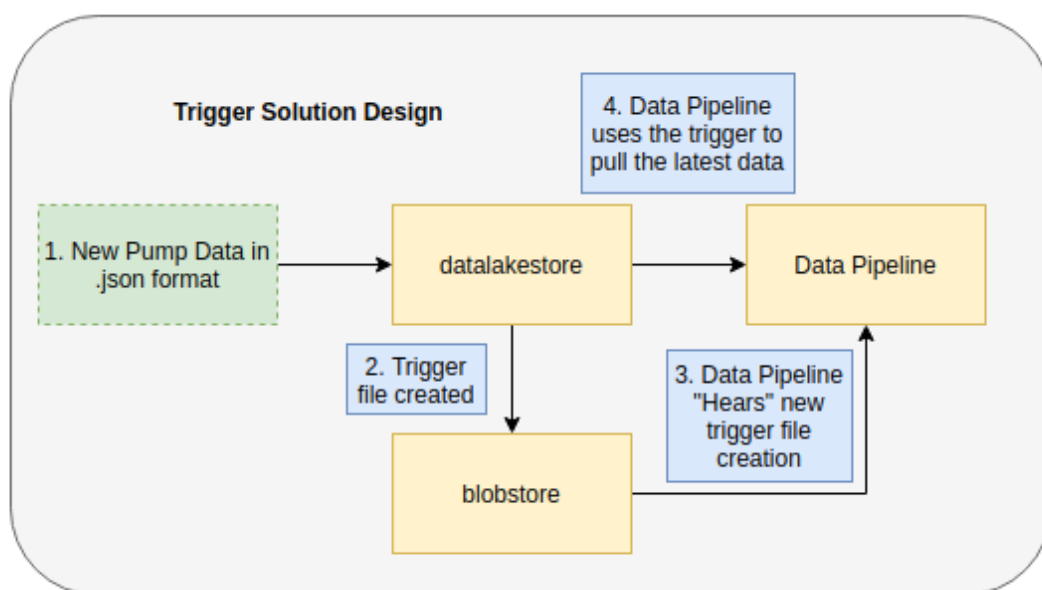 Trigger Solution Design
4. Data Pipeline
uses the trigger to
pull the latest data
1. New Pump Data in
.json format
datalakestore
Data Pipeline
2. Trigger
file created
3. Data Pipeline
"Hears" new
trigger file
creation
blobstore